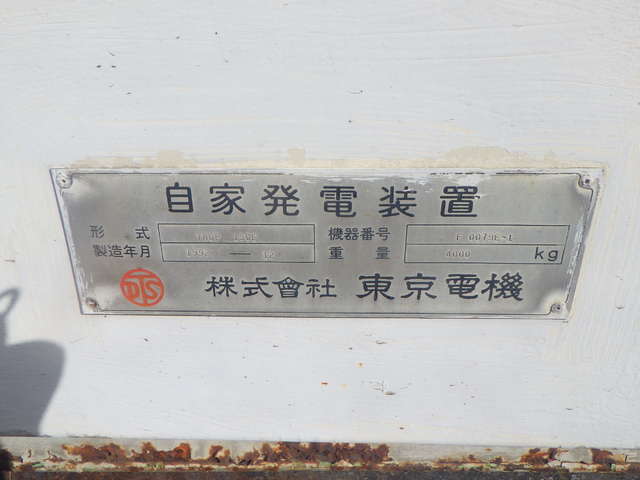 自家発電装置
形式 機器番号
製造年月 重量 4000 kg
株式會社 東京電機